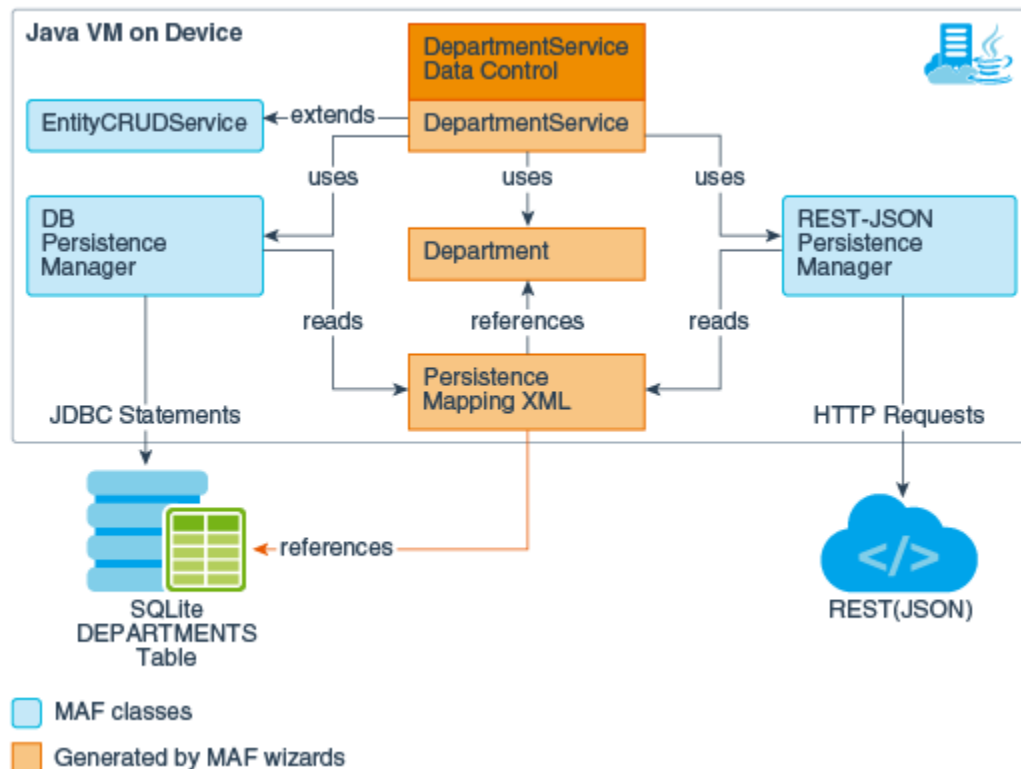 Java VM on Device
DepartmentService
Data Control
EntityCRUDService
extends
DepartmentService
uses
uses
uses
DB
Persistence
Manager
Department
REST-JSON
Persistence
Manager
reads
references
reads
Persistence
Mapping XML
JDBC Statements
HTTP Requests
references
</>
SQLite
DEPARTMENTS
Table
REST(JSON)
MAF classes
Generated by MAF wizards